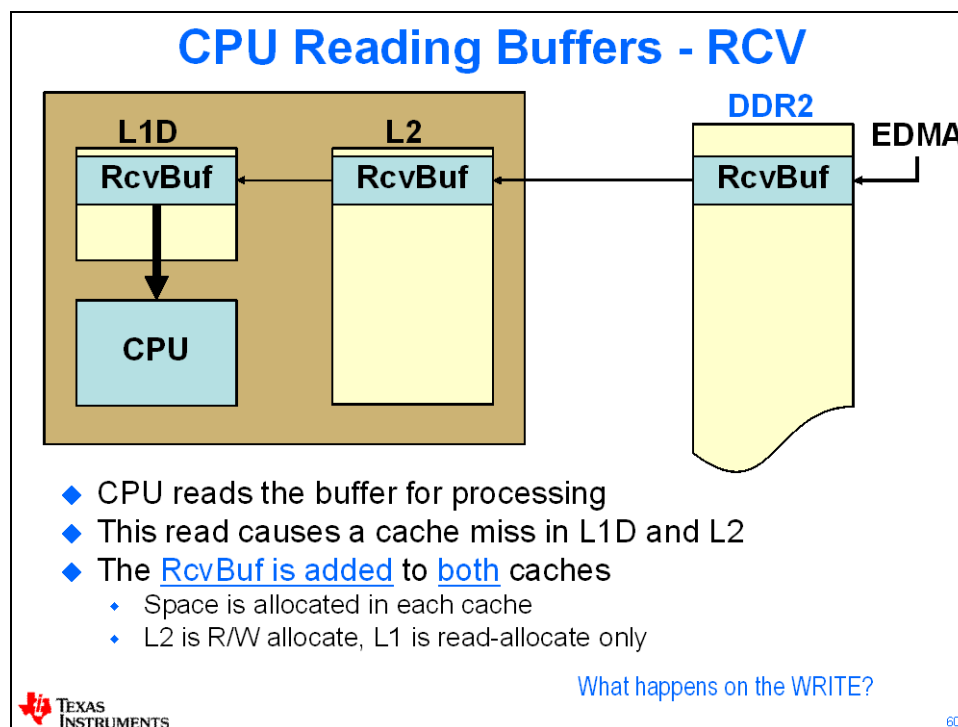 CPU Reading Buffers - RCV
DDR2
L1D
L2
EDMA
RcvBuf
RcvBuf
RcvBuf
CPU
CPU reads the buffer for processing
This read causes a cache miss in L1D and L2
The RcvBuf is added to both caches
Space is allocated in each cache
L2 is R/W allocate, L1 is read-allocate only
What happens on the WRITE?
TEXAS
INSTRUMENTS
60